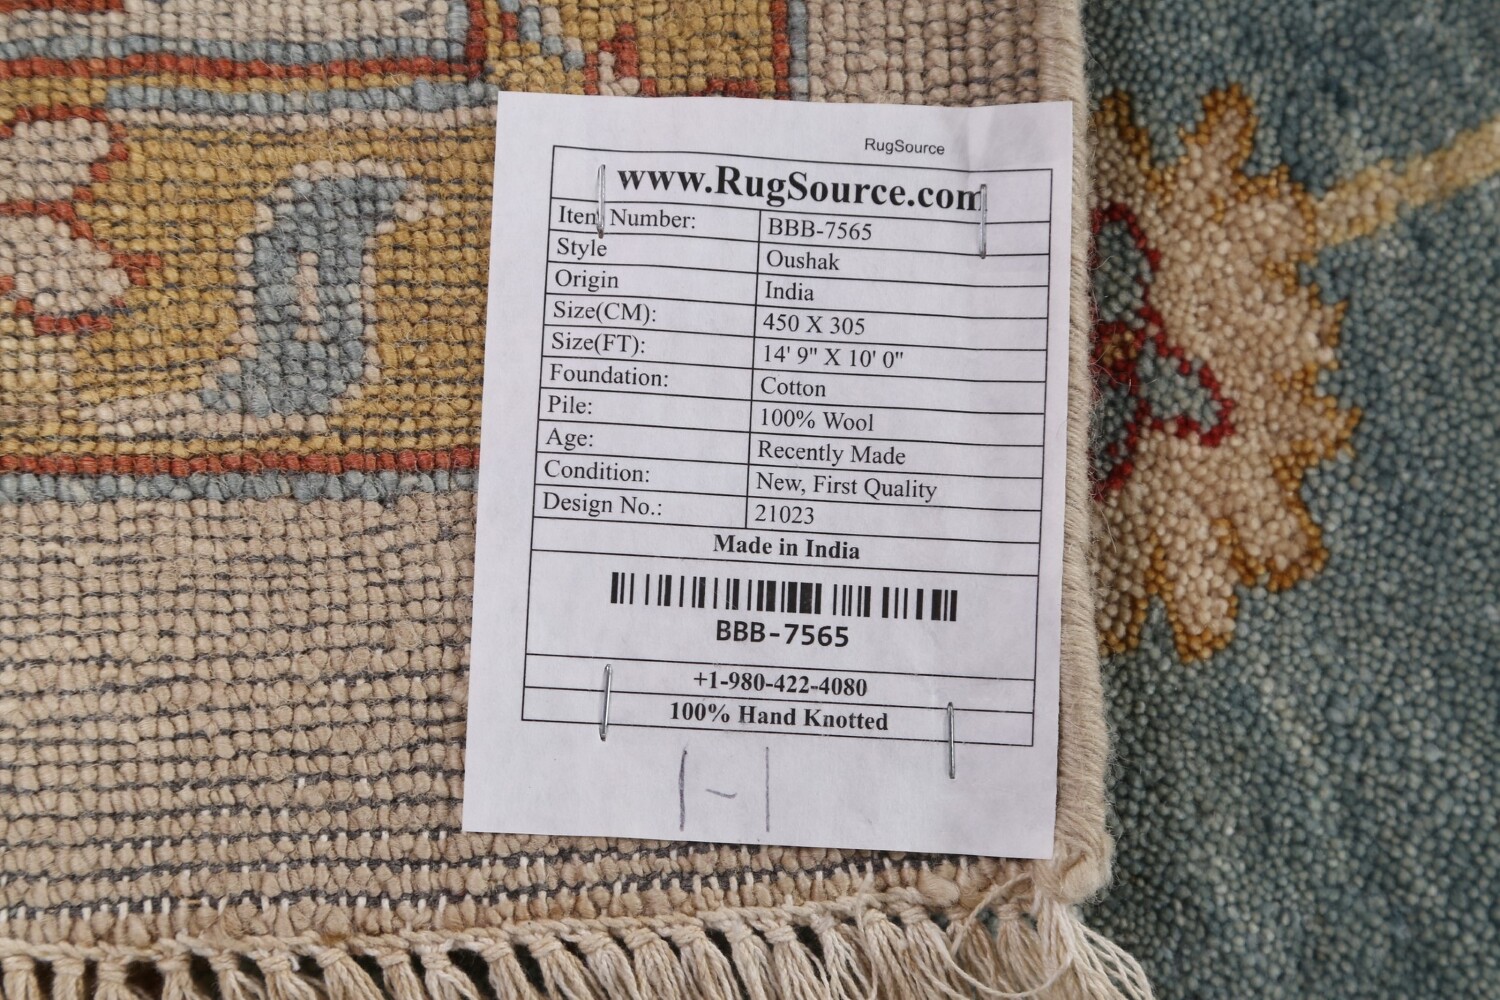 RugSource
www.RugSource.com
Item Number: BBB-7565
Style Oushak
Origin India
Size(CM): 450 X 305
Size(FT): 14' 9" X 10' 0"
Foundation: Cotton
Pile: 100% Wool
Age: Recently Made
Condition: New, First Quality
Design No.: 21023
Made in India
BBB-7565
+1-980-422-4080
100% Hand Knotted
1-1